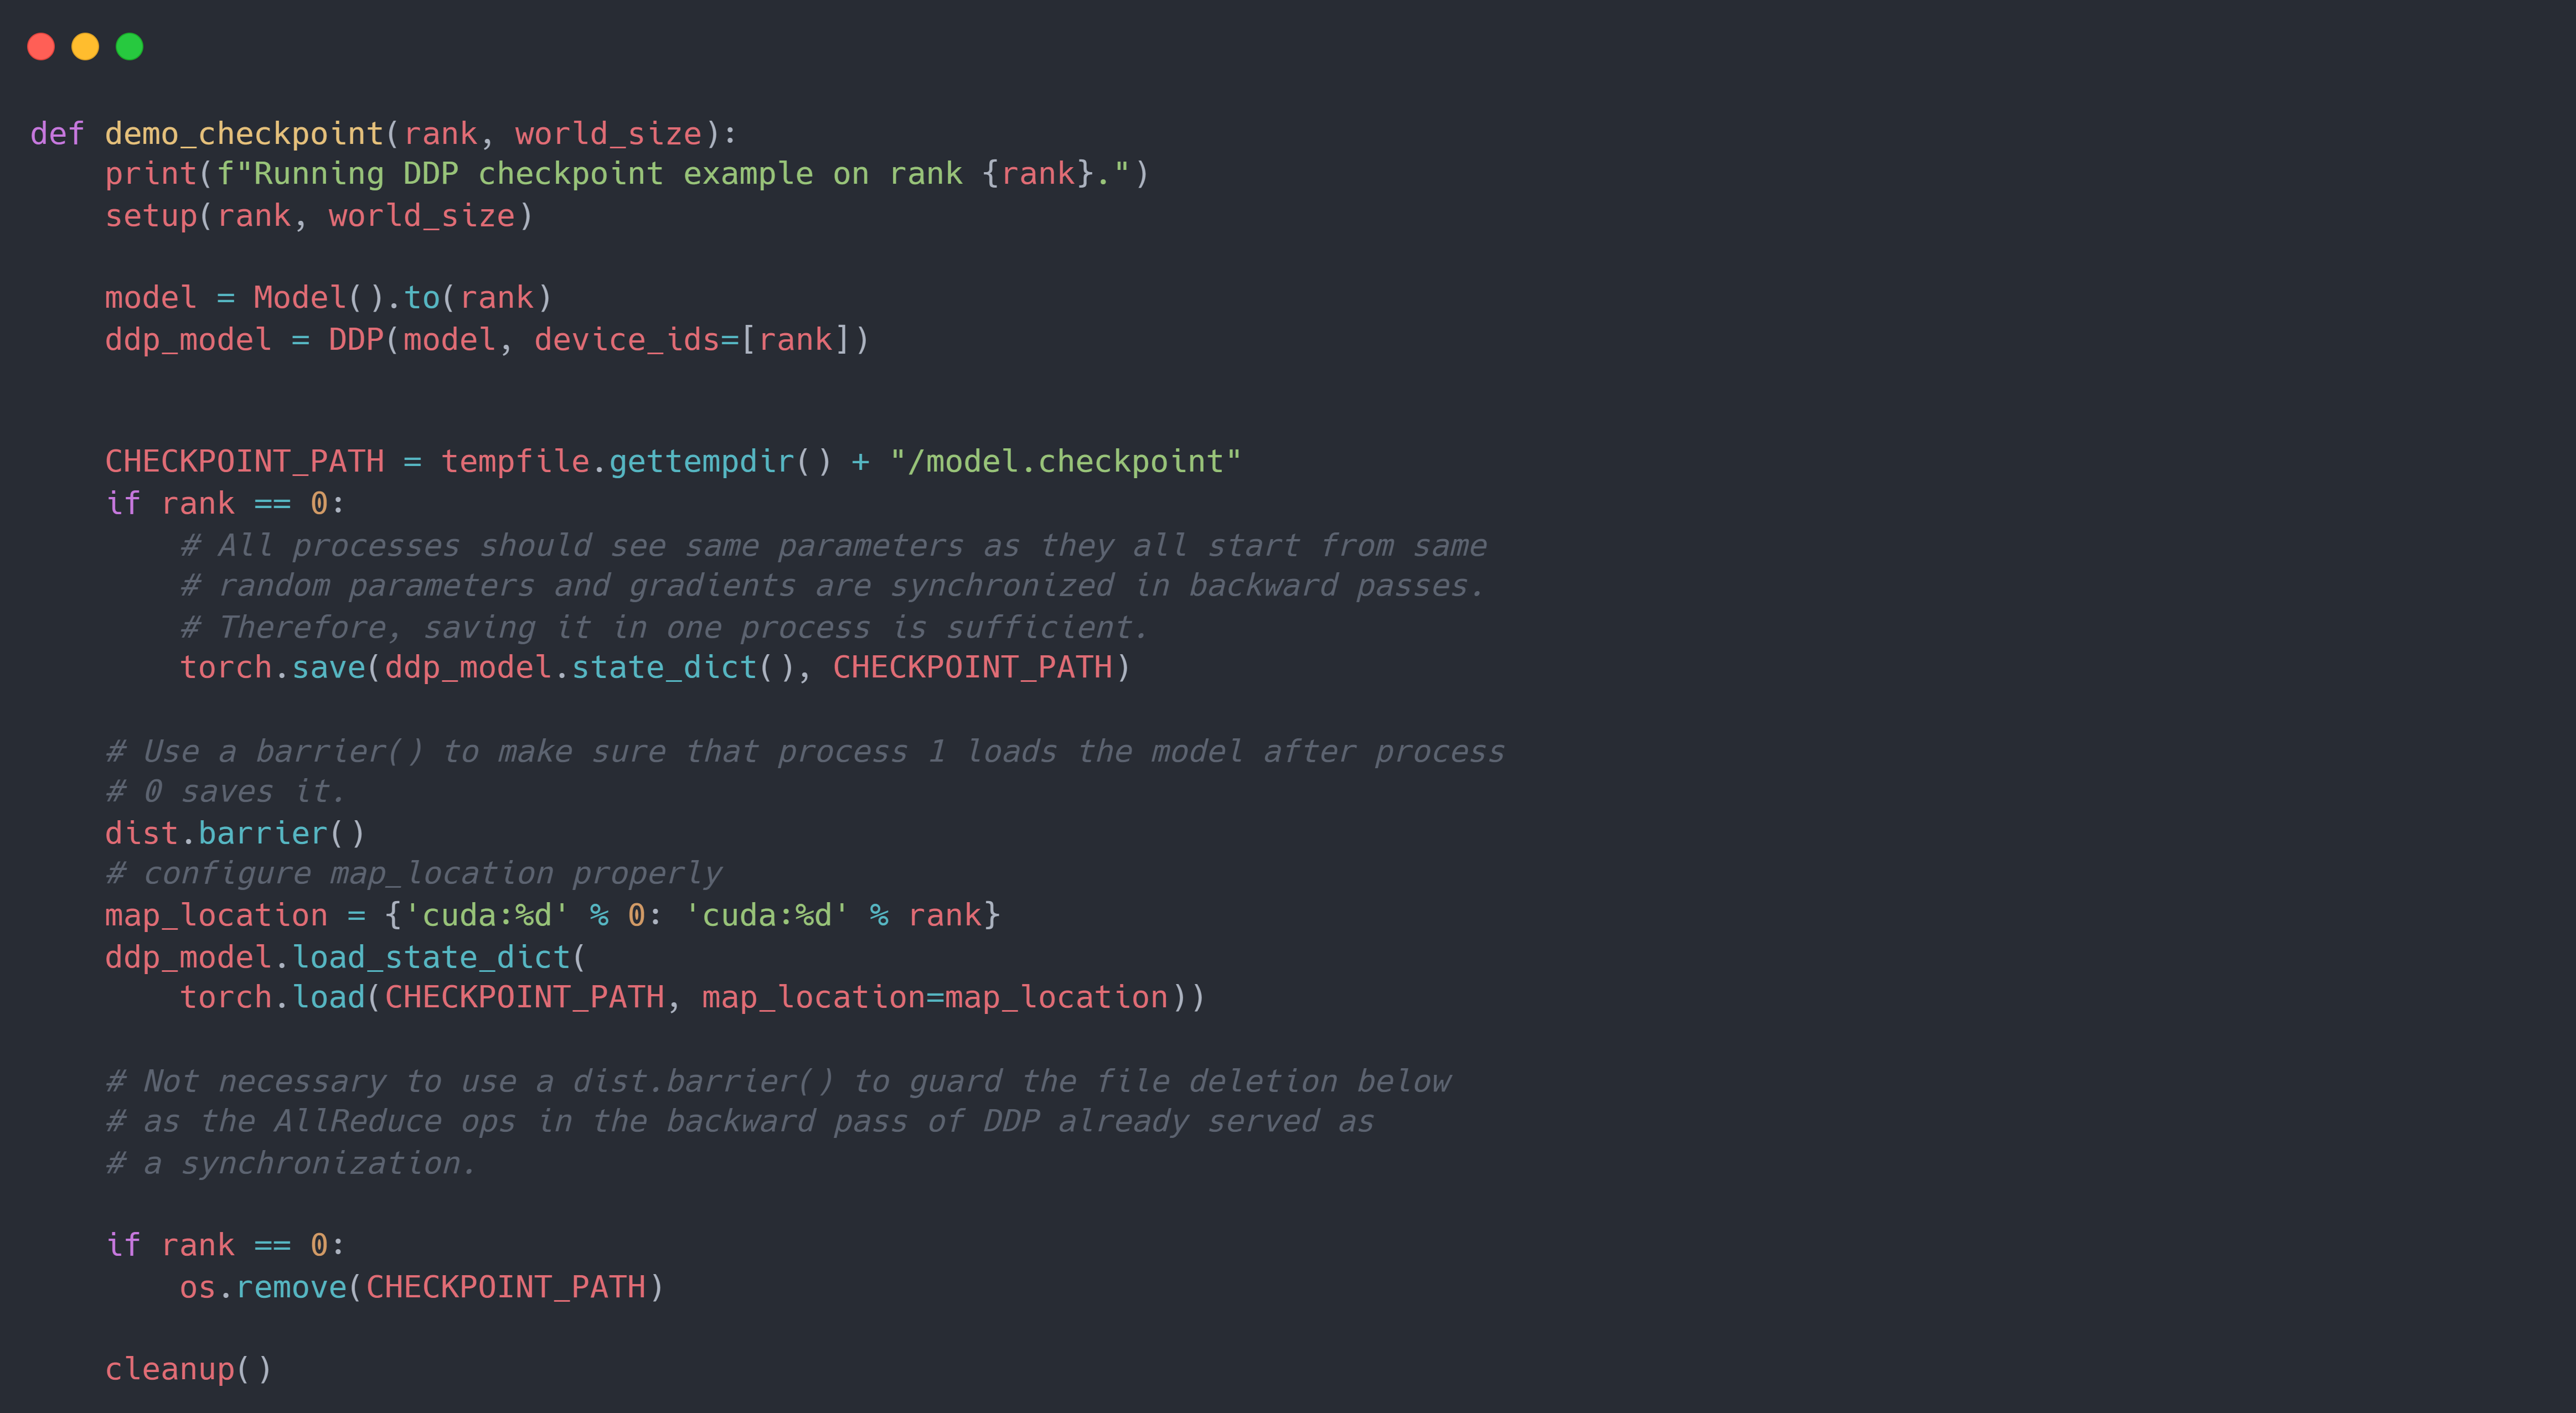 def demo_checkpoint(rank, world_size):
    print(f"Running DDP checkpoint example on rank {rank}.")
    setup(rank, world_size)

    model = Model().to(rank)
    ddp_model = DDP(model, device_ids=[rank])


    CHECKPOINT_PATH = tempfile.gettempdir() + "/model.checkpoint"
    if rank == 0:
        # All processes should see same parameters as they all start from same
        # random parameters and gradients are synchronized in backward passes.
        # Therefore, saving it in one process is sufficient.
        torch.save(ddp_model.state_dict(), CHECKPOINT_PATH)

    # Use a barrier() to make sure that process 1 loads the model after process
    # 0 saves it.
    dist.barrier()
    # configure map_location properly
    map_location = {'cuda:%d' % 0: 'cuda:%d' % rank}
    ddp_model.load_state_dict(
        torch.load(CHECKPOINT_PATH, map_location=map_location))

    # Not necessary to use a dist.barrier() to guard the file deletion below
    # as the AllReduce ops in the backward pass of DDP already served as
    # a synchronization.

    if rank == 0:
        os.remove(CHECKPOINT_PATH)

    cleanup()